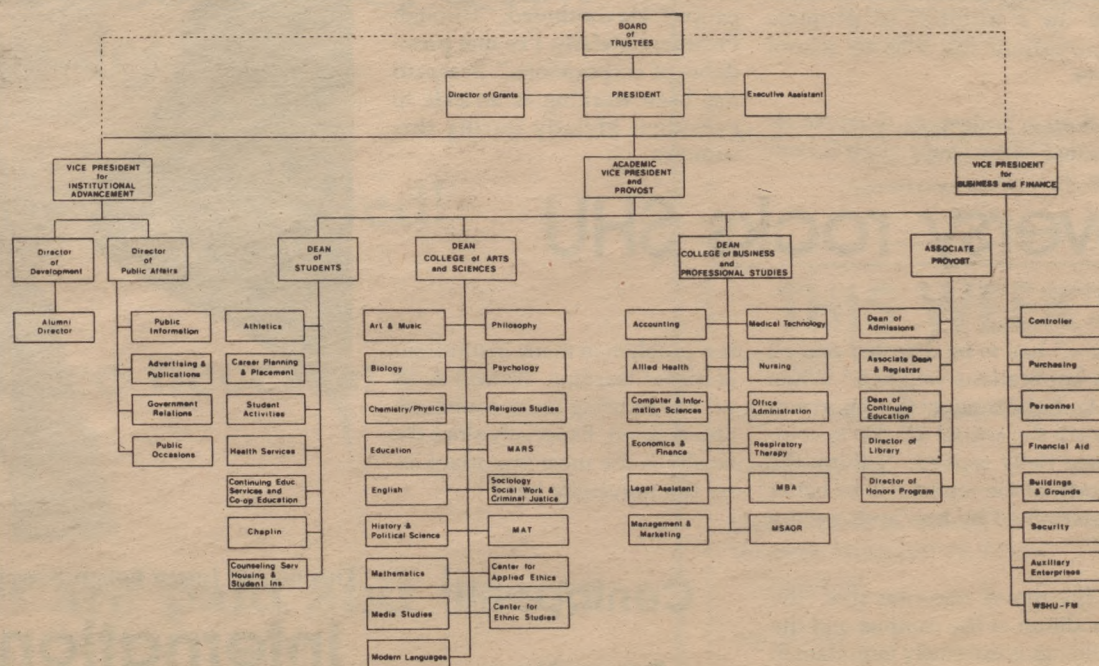 BOARD
of
TRUSTEES
Director of Grants
PRESIDENT
Executive Assistant
VICE PRESIDENT
for
INSTITUTIONAL
ADVANCEMENT
ACADEMIC
VICE PRESIDENT
and
PROVOST
VICE PRESIDENT
for
BUSINESS and FINANCE
Director
of
Development
Director
of
Public Affairs
DEAN
of
STUDENTS
DEAN
COLLEGE of ARTS
and SCIENCES
DEAN
COLLEGE of BUSINESS
and
PROFESSIONAL STUDIES
ASSOCIATE
PROVOST
Alumni
Director
Public
Information
Advertising &
Publications
Government
Relations
Public
Occasions
Athletics
Career Planning
& Placement
Student
Activities
Health Services
Continuing Educ.
Services and
Co-op Education
Chaplin
Counseling Serv
Housing &
Student Ins.
Art & Music
Biology
Chemistry/Physics
Education
English
History &
Political Science
Mathematics
Media Studies
Modern Languages
Philosophy
Psychology
Religious Studies
MARS
Sociology
Social Work &
Criminal Justice
MAT
Center for
Applied Ethics
Center for
Ethnic Studies
Accounting
Allied Health
Computer & Infor-
mation Sciences
Economics &
Finance
Legal Assistant
Management &
Marketing
Medical Technology
Nursing
Office
Administration
Respiratory
Therapy
MBA
MSAOR
Dean of
Admissions
Associate Dean
& Registrar
Dean of
Continuing
Education
Director of
Library
Director of
Honors Program
Controller
Purchasing
Personnel
Financial Aid
Buildings
& Grounds
Security
Auxiliary
Enterprises
WSHU-FM